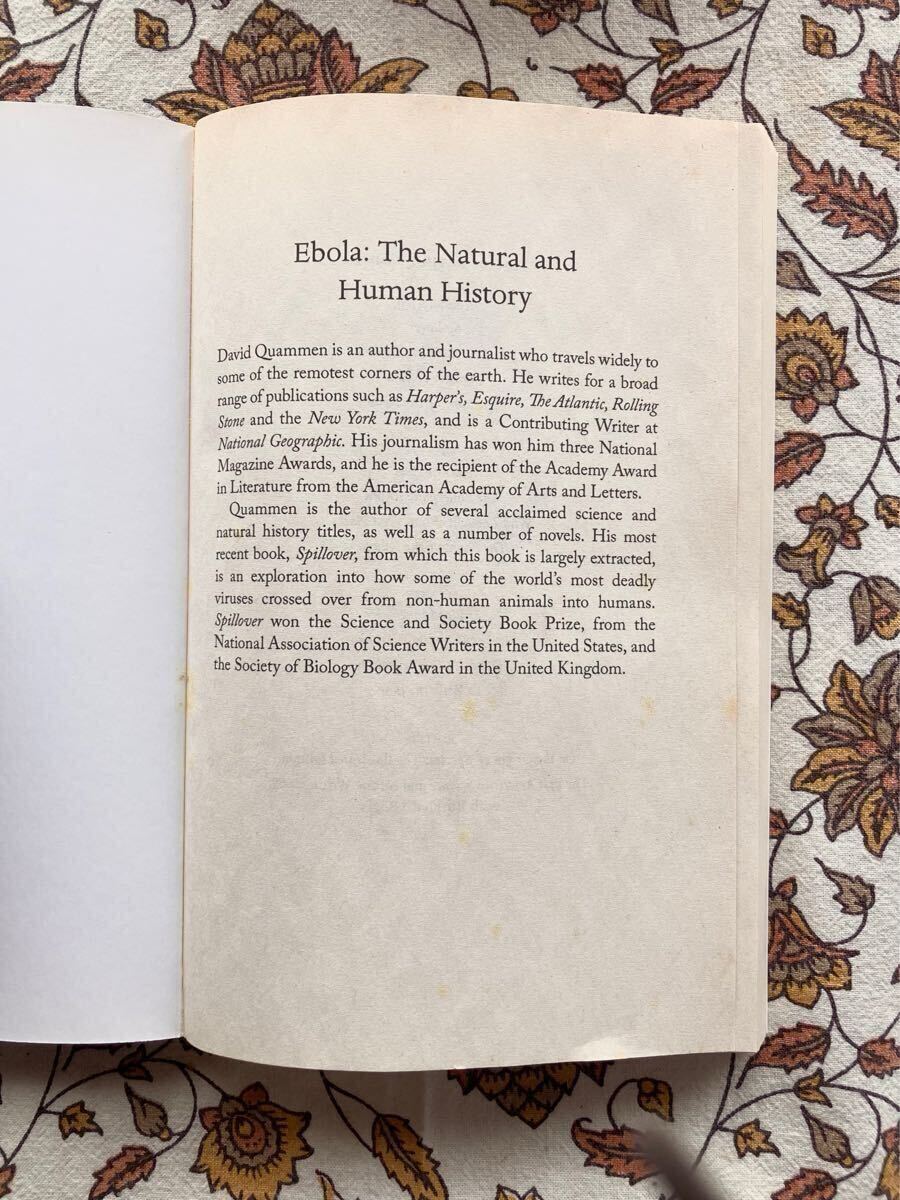 Ebola: The Natural and
Human History
David Quammen is an author and journalist who travels widely to
some of the remotest corners of the earth. He writes for a broad
range of publications such as Harper's, Esquire, The Atlantic, Rolling
Stone and the New York Times, and is a Contributing Writer at
National Geographic. His journalism has won him three National
Magazine Awards, and he is the recipient of the Academy Award
in Literature from the American Academy of Arts and Letters.
Quammen is the author of several acclaimed science and
natural history titles, as well as a number of novels. His most
recent book, Spillover, from which this book is largely extracted,
is an exploration into how some of the world's most deadly
viruses crossed over from non-human animals into humans.
Spillover won the Science and Society Book Prize, from the
National Association of Science Writers in the United States, and
the Society of Biology Book Award in the United Kingdom.